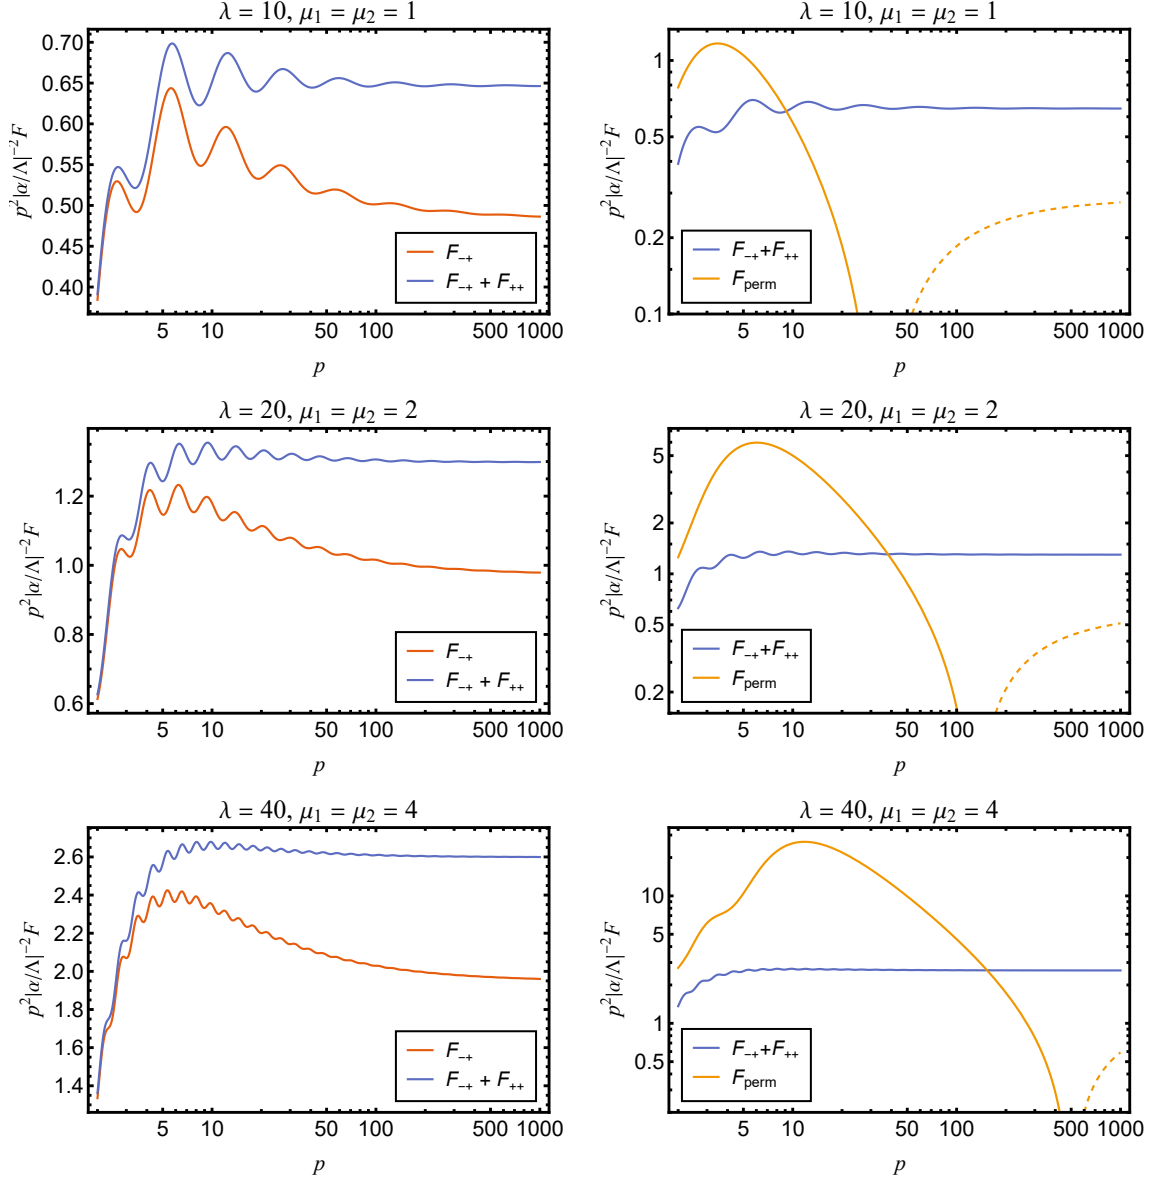 λ = 10, μ₁ = μ₂ = 1
p²|α/Λ|⁻²F
0.70
0.65
0.60
0.55
0.50
0.45
0.40
F₋₊
F₋₊ + F₊₊
5 10 50 100 500 1000
p
λ = 10, μ₁ = μ₂ = 1
p²|α/Λ|⁻²F
1
0.5
0.2
0.1
F₋₊+F₊₊
F_perm
5 10 50 100 500 1000
p
λ = 20, μ₁ = μ₂ = 2
p²|α/Λ|⁻²F
1.2
1.0
0.8
0.6
F₋₊
F₋₊ + F₊₊
5 10 50 100 500 1000
p
λ = 20, μ₁ = μ₂ = 2
p²|α/Λ|⁻²F
5
2
1
0.5
0.2
F₋₊+F₊₊
F_perm
5 10 50 100 500 1000
p
λ = 40, μ₁ = μ₂ = 4
p²|α/Λ|⁻²F
2.6
2.4
2.2
2.0
1.8
1.6
1.4
F₋₊
F₋₊ + F₊₊
5 10 50 100 500 1000
p
λ = 40, μ₁ = μ₂ = 4
p²|α/Λ|⁻²F
10
5
1
0.5
F₋₊+F₊₊
F_perm
5 10 50 100 500 1000
p